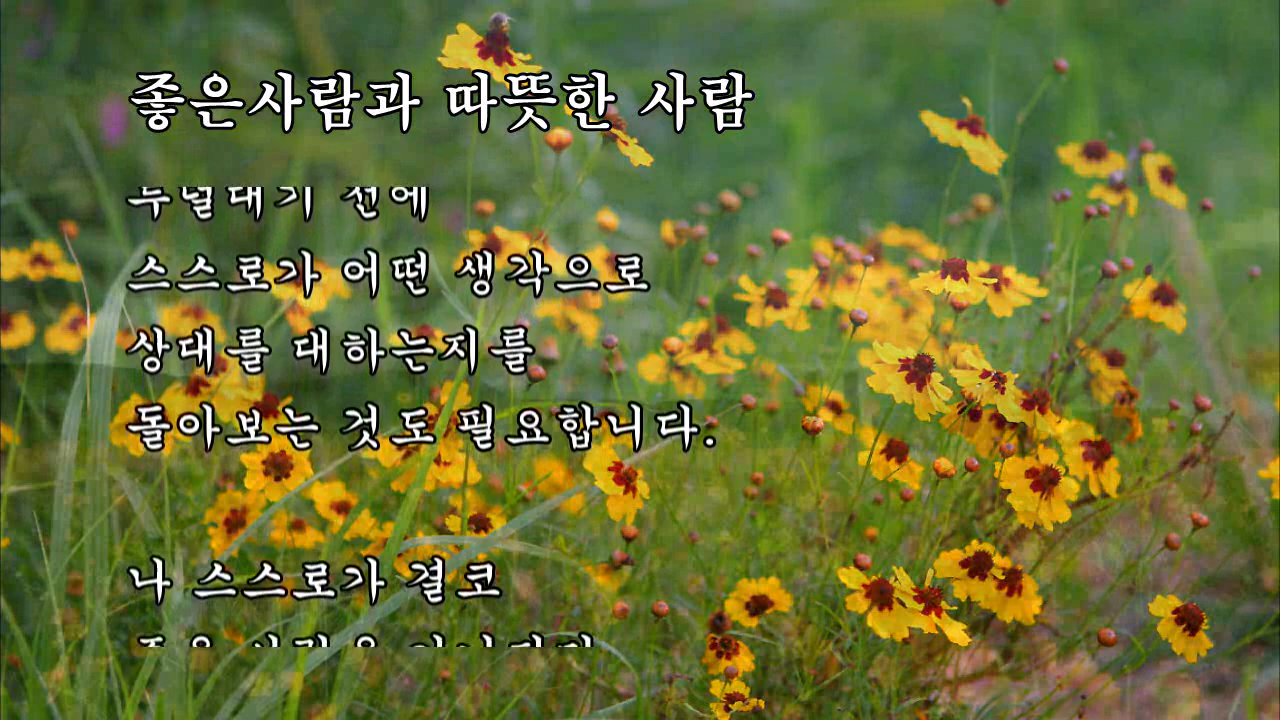 좋은사람과 따뜻한 사람
전에
스스로가 어떤 생각으로
상대를 대하는지를
돌아보는 것도 필요합니다.
나 스스로가 결코